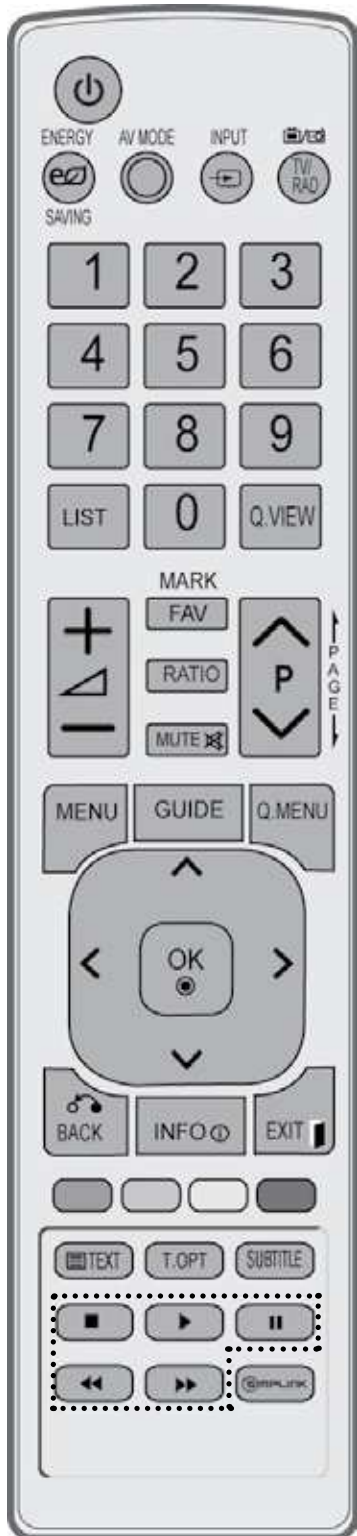 ENERGY AV MODE INPUT
TV/
RAD
SAVING
1 2 3
4 5 6
7 8 9
LIST 0 Q.VIEW
MARK
FAV
RATIO
P
PAGE
MUTE
MENU GUIDE Q.MENU
OK
BACK INFO EXIT
TEXT T.OPT SUBTITLE
SIMPLINK